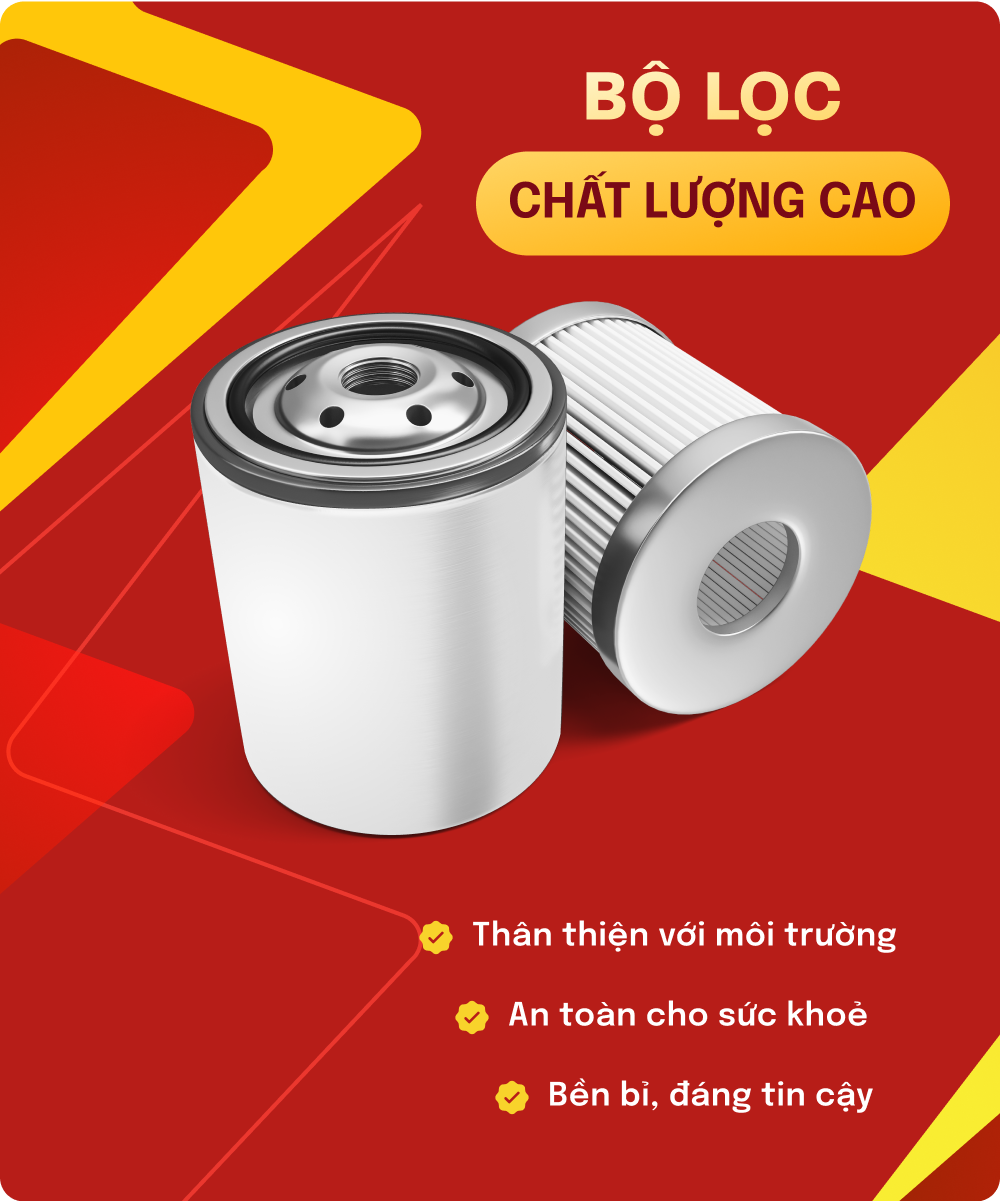 BỘ LỌC
CHẤT LƯỢNG CAO
Thân thiện với môi trường
An toàn cho sức khoẻ
Bền bỉ, đáng tin cậy